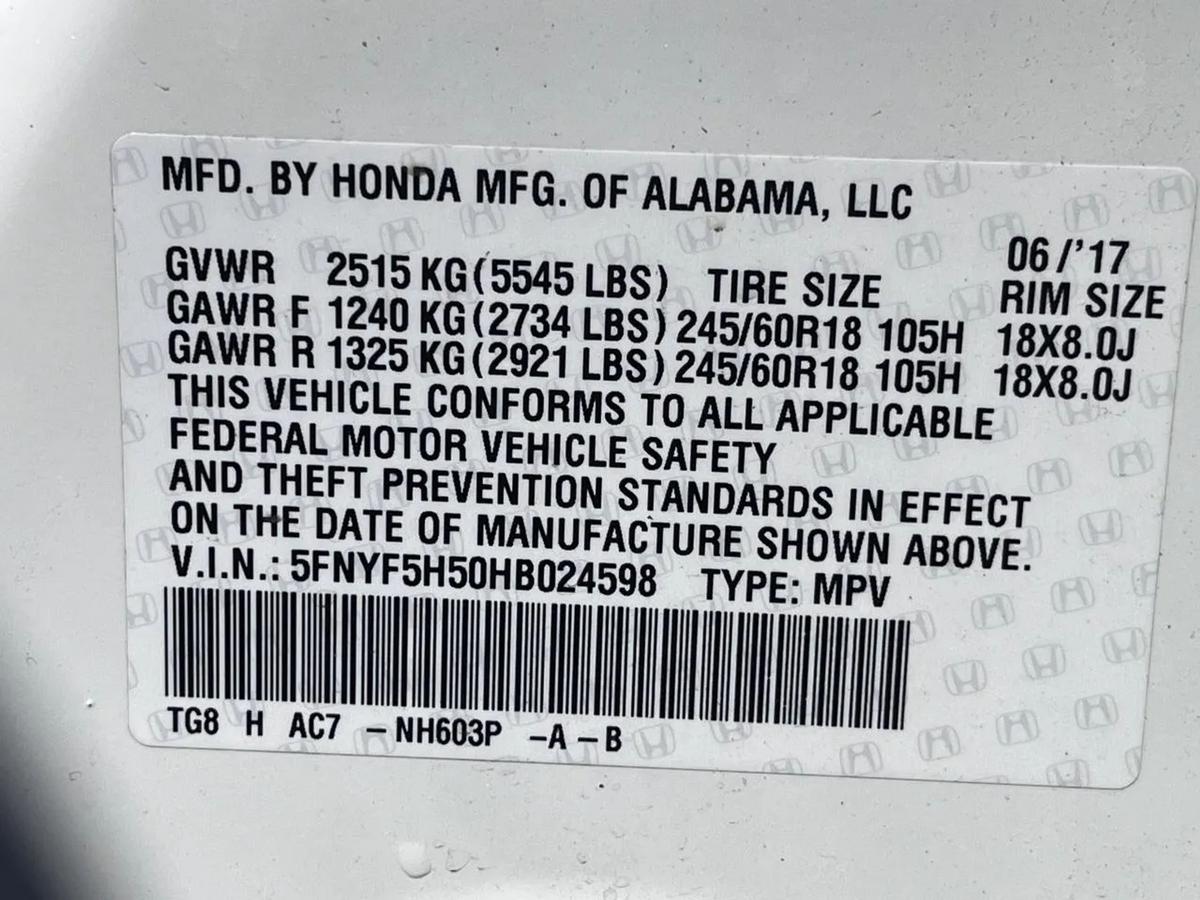 MFD. BY HONDA MFG. OF ALABAMA, LLC
06/'17
GVWR 2515 KG(5545 LBS) TIRE SIZE RIM SIZE
GAWR F 1240 KG(2734 LBS) 245/60R18 105H 18X8.0J
GAWR R 1325 KG(2921 LBS) 245/60R18 105H 18X8.0J
THIS VEHICLE CONFORMS TO ALL APPLICABLE
FEDERAL MOTOR VEHICLE SAFETY
AND THEFT PREVENTION STANDARDS IN EFFECT
ON THE DATE OF MANUFACTURE SHOWN ABOVE.
V.I.N.: 5FNYF5H50HB024598 TYPE: MPV
TG8 H AC7 -NH603P -A -B